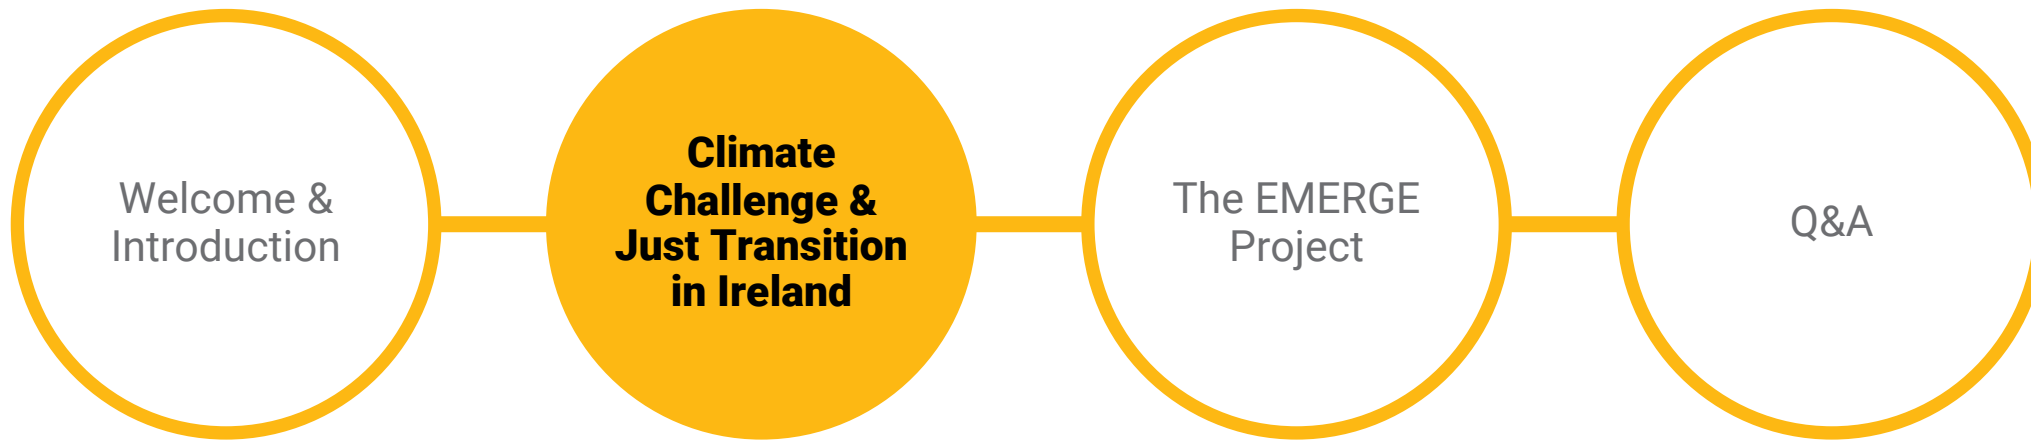 Welcome &
Introduction
Climate
Challenge &
Just Transition
in Ireland
The EMERGE
Project
Q&A